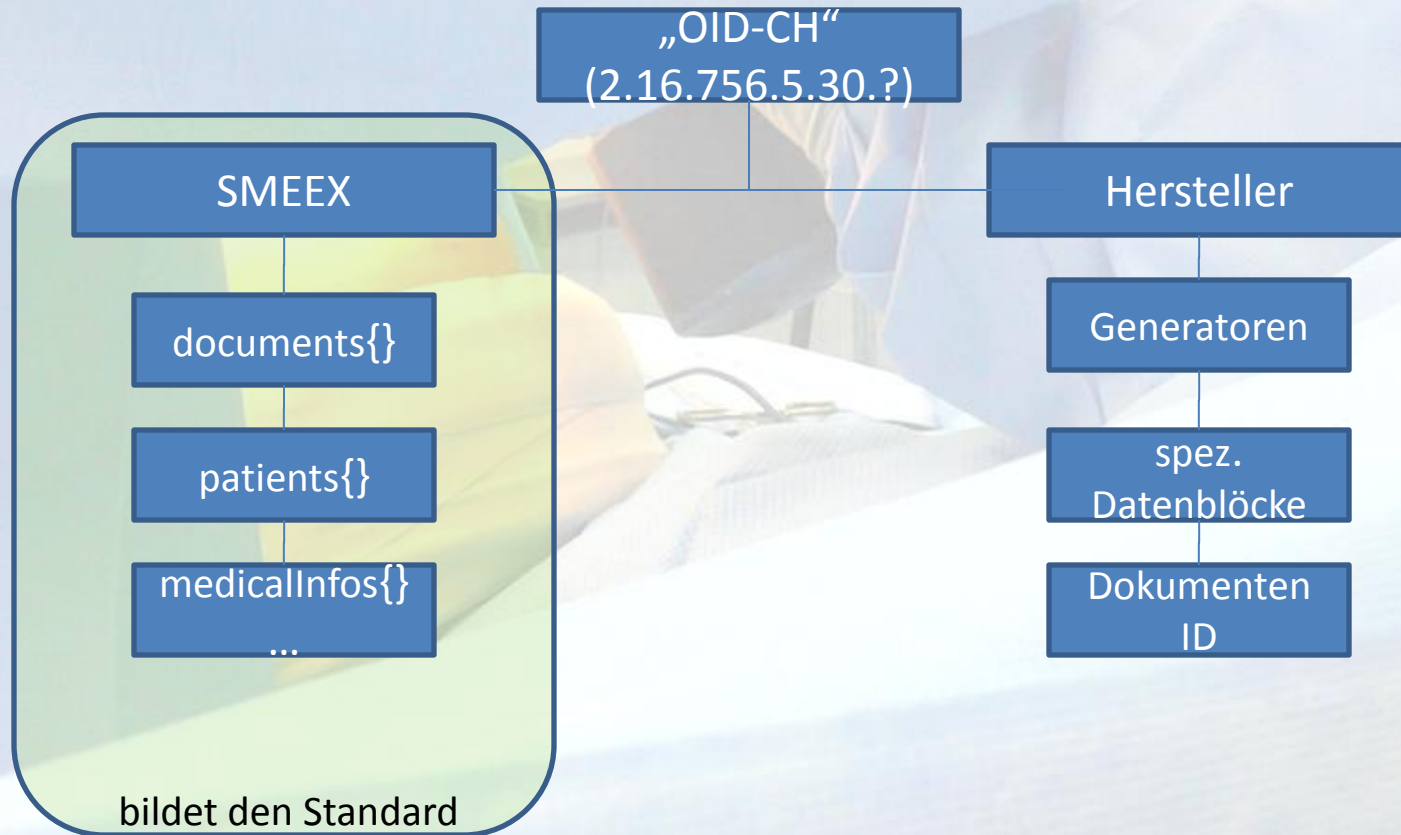 „OID-CH“
(2.16.756.5.30.?)
SMEEX
documents{}
patients{}
medicalInfos{}
...
bildet den Standard
Hersteller
Generatoren
spez.
Datenblöcke
Dokumenten
ID